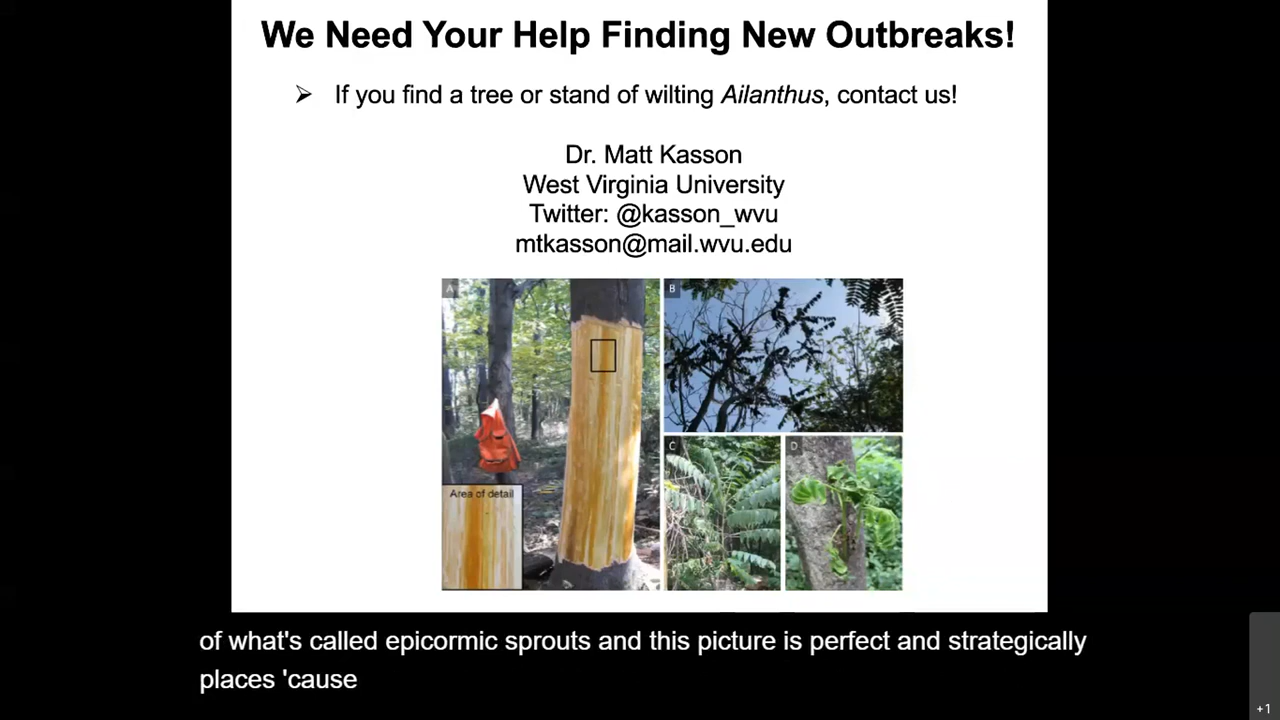 We Need Your Help Finding New Outbreaks!
➢ If you find a tree or stand of wilting Ailanthus, contact us!
Dr. Matt Kasson
West Virginia University
Twitter: @kasson_wvu
mtkasson@mail.wvu.edu
A
B
Area of detail
C
D
of what's called epicormic sprouts and this picture is perfect and strategically
places 'cause
+1